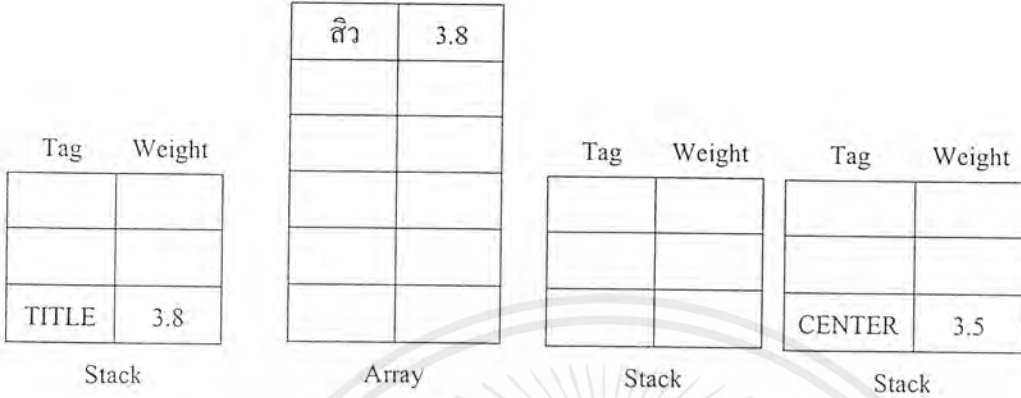 สิว 3.8
Tag Weight
Tag Weight
Tag Weight
TITLE 3.8
CENTER 3.5
Stack
Array
Stack
Stack